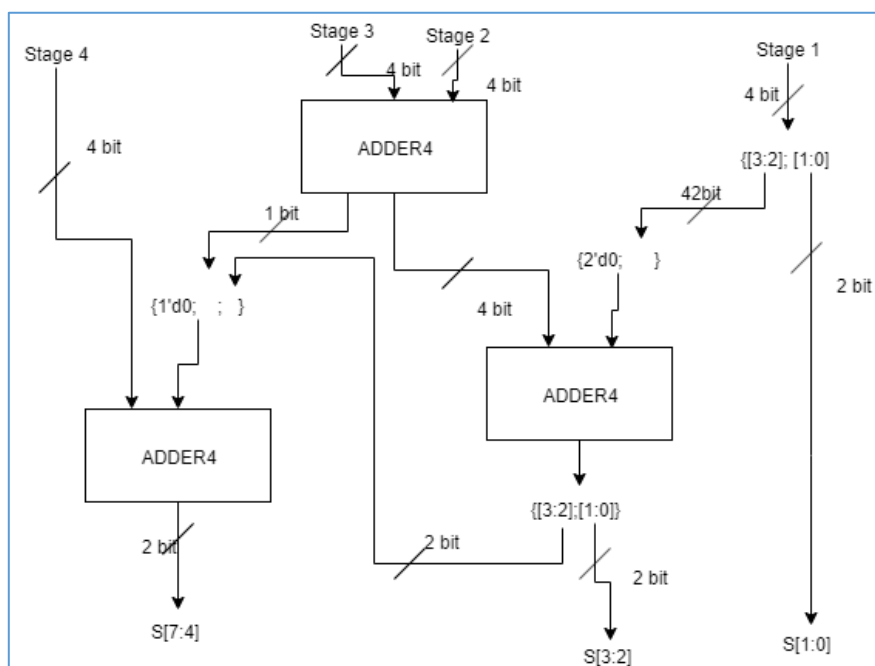 Stage 4
Stage 3
Stage 2
Stage 1
4 bit
4 bit
4 bit
ADDER4
4 bit
{[3:2]; [1:0]
42bit
1 bit
{2'd0; }
2 bit
{1'd0; ; }
4 bit
ADDER4
ADDER4
{[3:2];[1:0]}
2 bit
2 bit
2 bit
S[7:4]
S[3:2]
S[1:0]